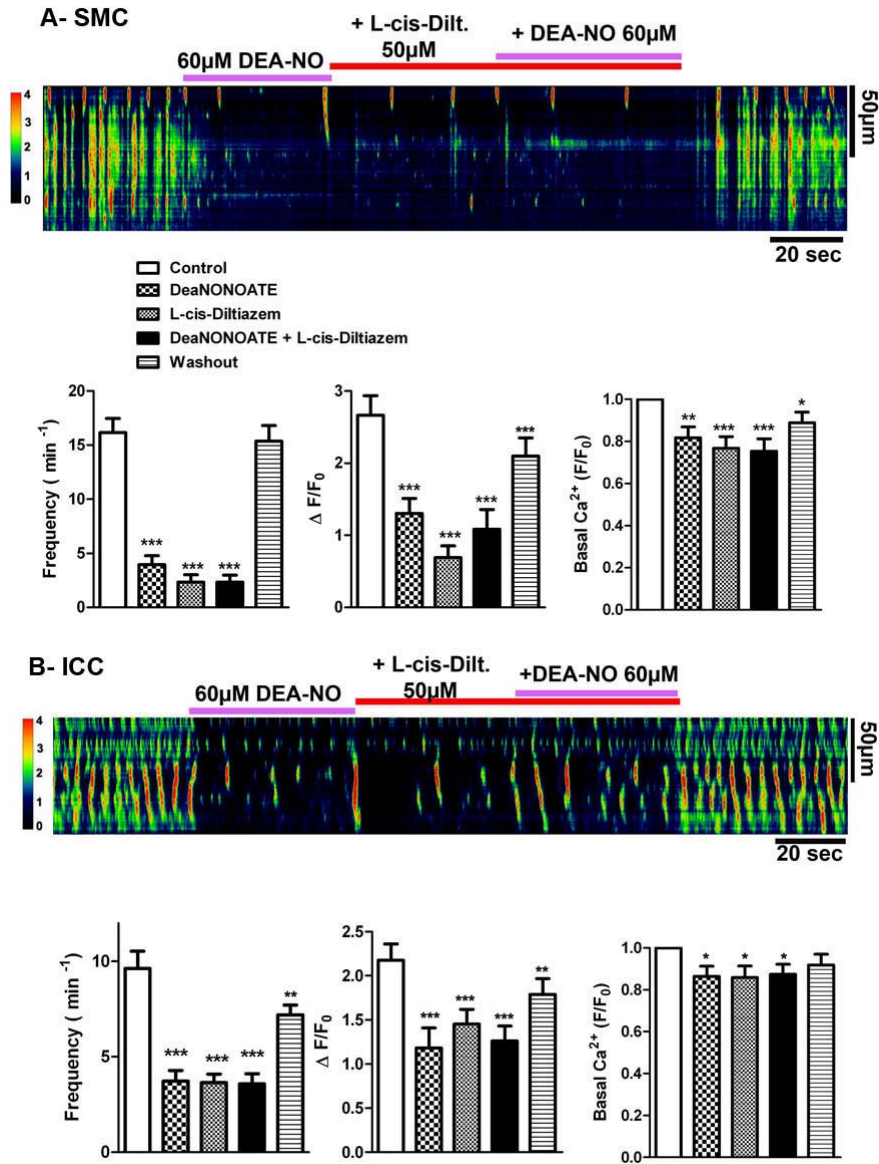 A- SMC
+ L-cis-Dilt.
60µM DEA-NO
50µM
+ DEA-NO 60µM
4
3
2
1
0
50µm
20 sec
Control
DeaNONOATE
L-cis-Diltiazem
DeaNONOATE + L-cis-Diltiazem
Washout
Frequency ( min ⁻¹)
20
15
10
5
0
***
***
***
Δ F/F₀
3
2
1
0
***
***
***
***
Basal Ca²⁺ (F/F₀)
1.0
0.8
0.6
0.4
0.2
0.0
**
***
***
*
B- ICC
+ L-cis-Dilt.
60µM DEA-NO
50µM
+DEA-NO 60µM
4
3
2
1
0
50µm
20 sec
Frequency ( min ⁻¹)
10
5
0
***
***
***
**
Δ F/F₀
2.5
2.0
1.5
1.0
0.5
0.0
***
***
***
**
Basal Ca²⁺ (F/F₀)
1.0
0.8
0.6
0.4
0.2
0.0
*
*
*